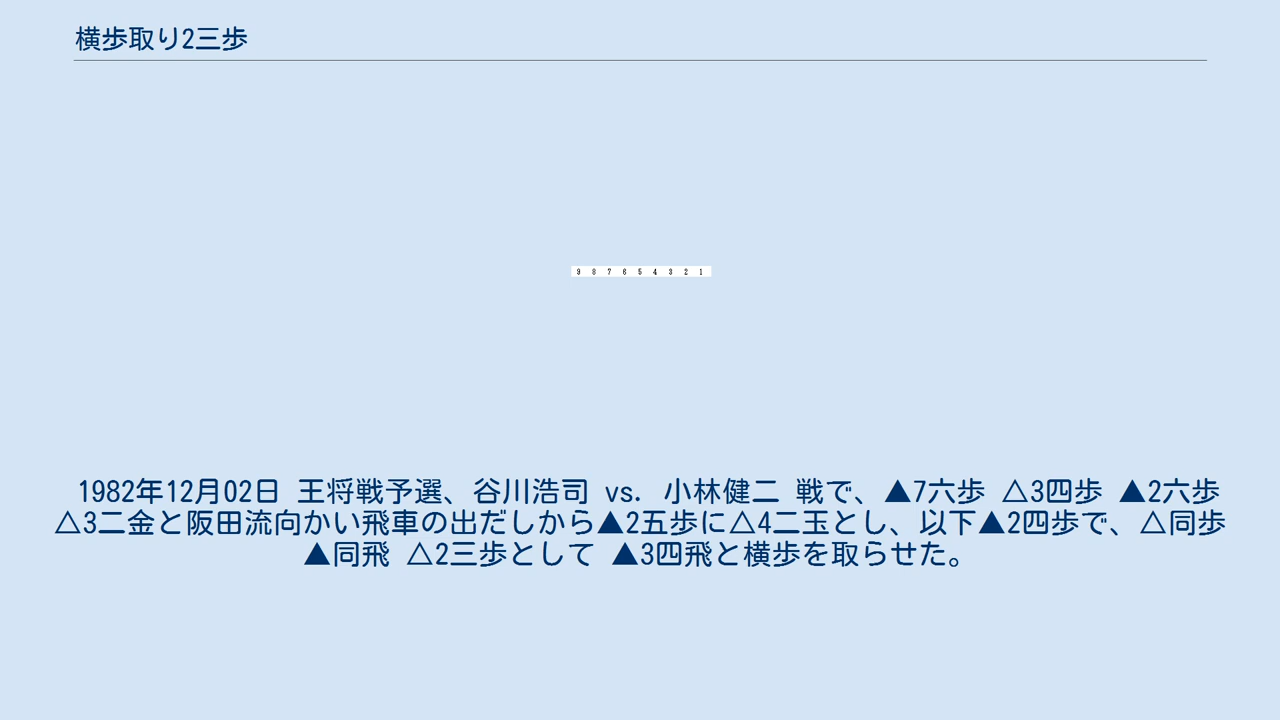 横歩取り2三歩
9 8 7 6 5 4 3 2 1
1982年12月02日 王将戦予選、谷川浩司 vs. 小林健二 戦で、▲7六歩 △3四歩 ▲2六歩
△3二金と阪田流向かい飛車の出だしから▲2五歩に△4二玉とし、以下▲2四歩で、△同歩
▲同飛 △2三歩として ▲3四飛と横歩を取らせた。